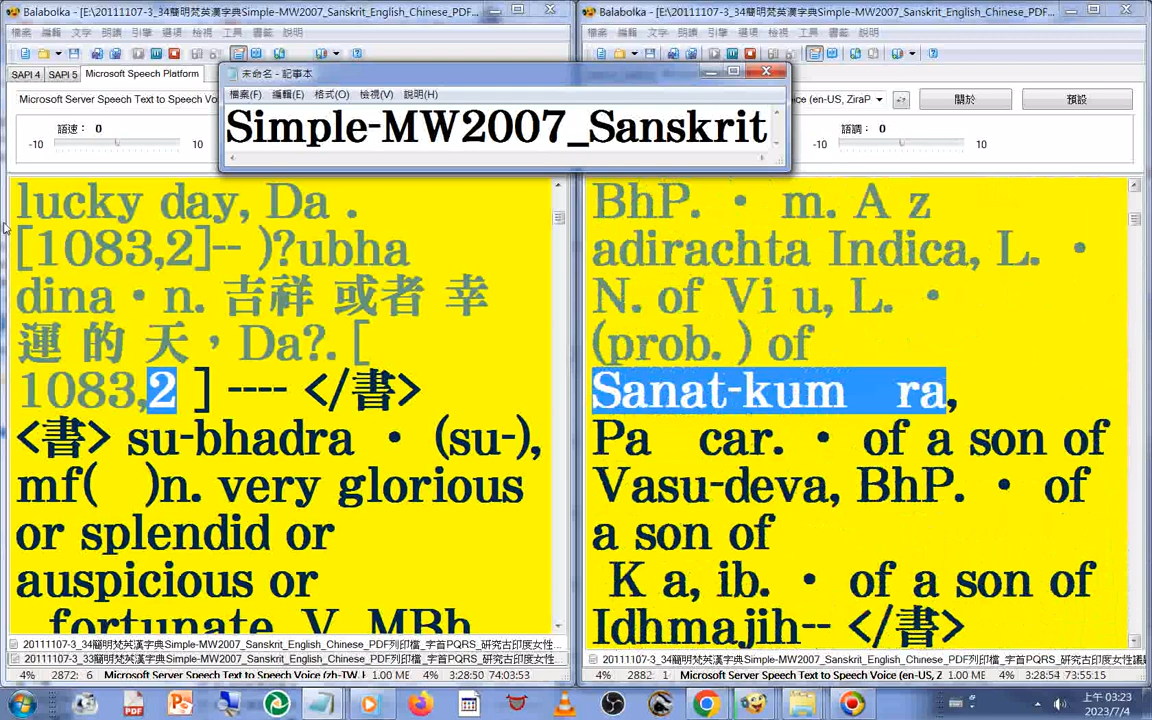 Balabolka - [E:\20111107-3_34簡明梵英漢字典Simple-MW2007_Sanskrit_English_Chinese_PDF...
檔案 編輯 文字 朗讀 引擎 選項 檢視 工具 書籤 說明
SAPI 4 SAPI 5 Microsoft Speech Platform
Microsoft Server Speech Text to Speech Vo
語速： 0
-10 10
未命名 - 記事本
檔案(F) 編輯(E) 格式(O) 檢視(V) 說明(H)
Simple-MW2007_Sanskrit
lucky day, Da .
[1083,2]-- )?ubha
dina • n. 吉祥 或者 幸
運 的 天，Da?. [
1083,2 ] ---- </書>
<書> su-bhadra • (su-),
mf( )n. very glorious
or splendid or
auspicious or
fortunate, V. MBh
20111107-3_34簡明梵英漢字典Simple-MW2007_Sanskrit_English_Chinese_PDF列印檔_字首PQRS_研究古印度女性...
20111107-3_33簡明梵英漢字典Simple-MW2007_Sanskrit_English_Chinese_PDF列印檔_字首PQRS_研究古印度女性...
4% 2872: 6 Microsoft Server Speech Text to Speech Voice (zh-TW, 1.00 ME 4% 3:28:50 74:03:53
Balabolka - [E:\20111107-3_34簡明梵英漢字典Simple-MW2007_Sanskrit_English_Chinese_PDF...
檔案 編輯 文字 朗讀 引擎 選項 檢視 工具 書籤 說明
ice (en-US, ZiraP 關於 預設
語調： 0
-10 10
BhP. • m. A z
adirachta Indica, L. •
N. of Vi u, L. •
(prob. ) of
Sanat-kum ra,
Pa car. • of a son of
Vasu-deva, BhP. • of
a son of
K a, ib. • of a son of
Idhmajih-- </書>
20111107-3_34簡明梵英漢字典Simple-MW2007_Sanskrit_English_Chinese_PDF列印檔_字首PQRS_研究古印度女性議
4% 2882: 1 Microsoft Server Speech Text to Speech Voice (en-US, Z 1.00 ME 4% 3:28:54 73:55:15
上午 03:23
2023/7/4